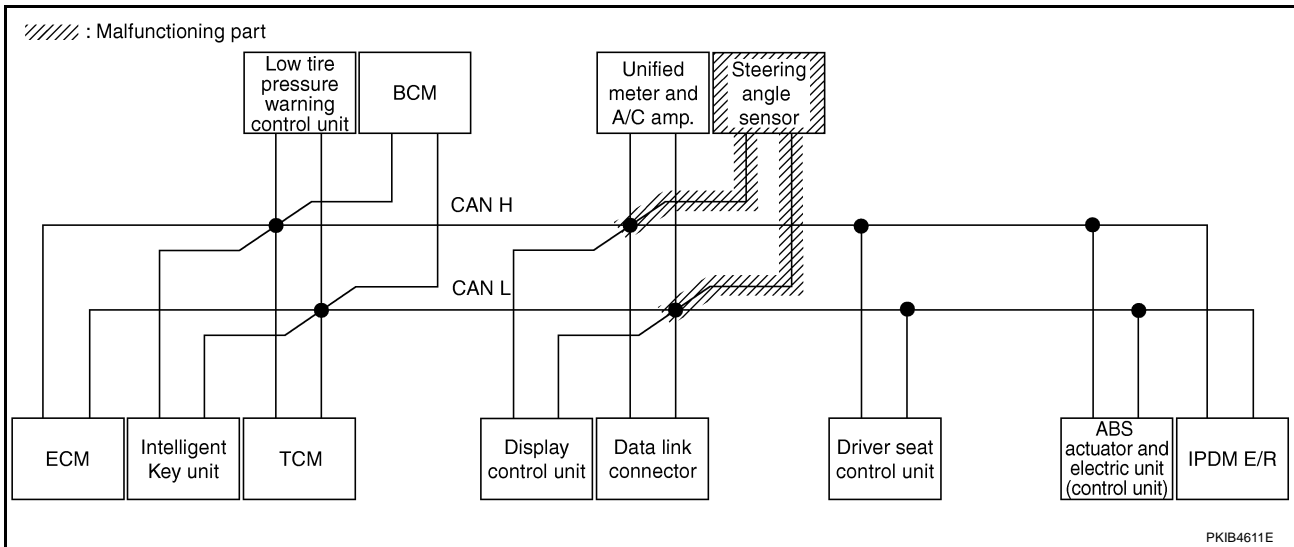 : Malfunctioning part
Low tire
pressure
warning
control unit
BCM
Unified
meter and
A/C amp.
Steering
angle
sensor
CAN H
CAN L
ECM
Intelligent
Key unit
TCM
Display
control unit
Data link
connector
Driver seat
control unit
ABS
actuator and
electric unit
(control unit)
IPDM E/R
PKIB4611E